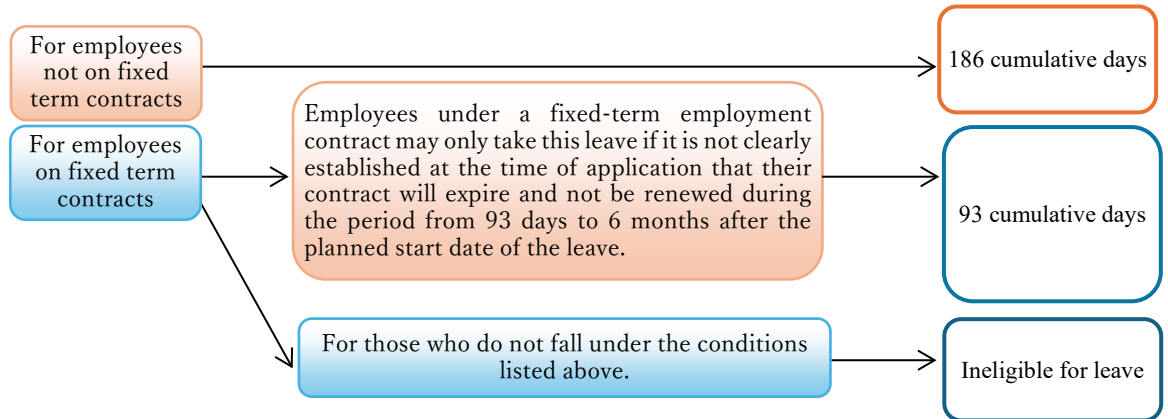 For employees
not on fixed
term contracts
186 cumulative days
For employees
on fixed term
contracts
Employees under a fixed-term employment
contract may only take this leave if it is not clearly
established at the time of application that their
contract will expire and not be renewed during
the period from 93 days to 6 months after the
planned start date of the leave.
93 cumulative days
For those who do not fall under the conditions
listed above.
Ineligible for leave